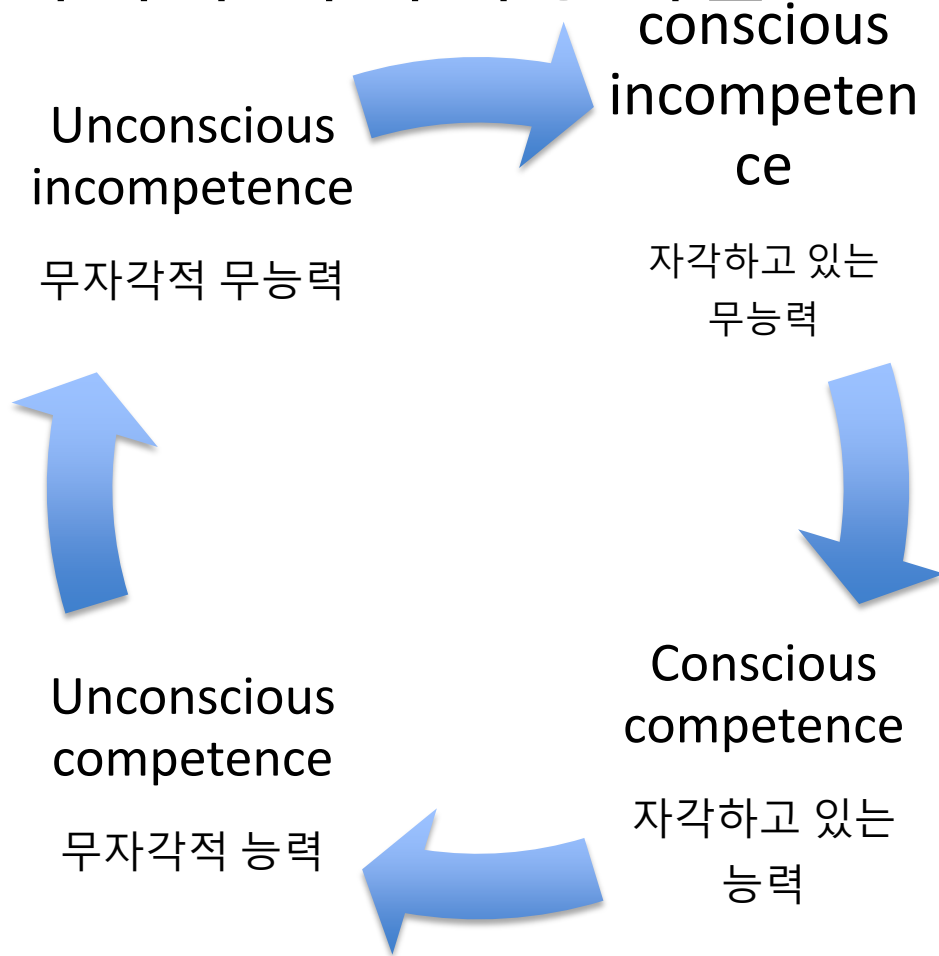 Unconscious
incompetence
무자각적 무능력
conscious
incompeten
ce
자각하고 있는
무능력
Conscious
competence
자각하고 있는
능력
Unconscious
competence
무자각적 능력